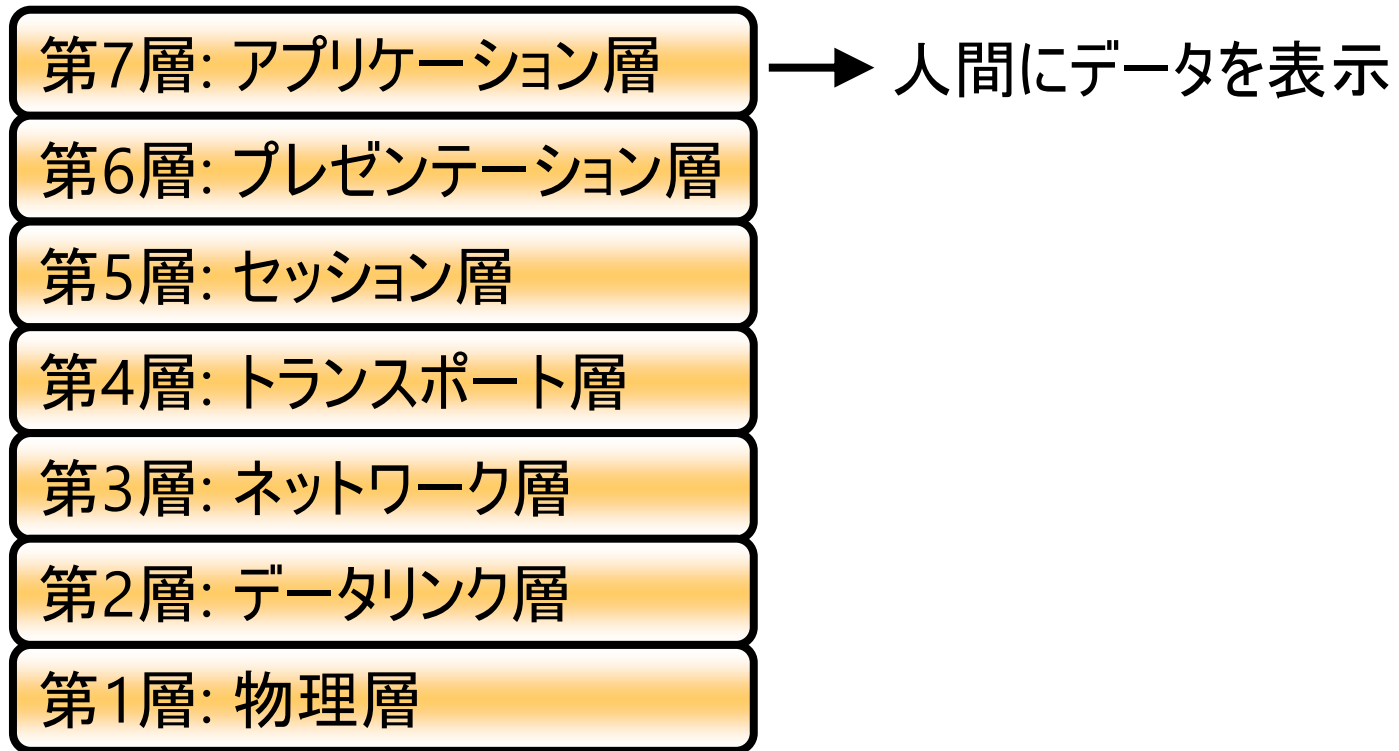 第7層: アプリケーション層 → 人間にデータを表示
第6層: プレゼンテーション層
第5層: セッション層
第4層: トランスポート層
第3層: ネットワーク層
第2層: データリンク層
第1層: 物理層